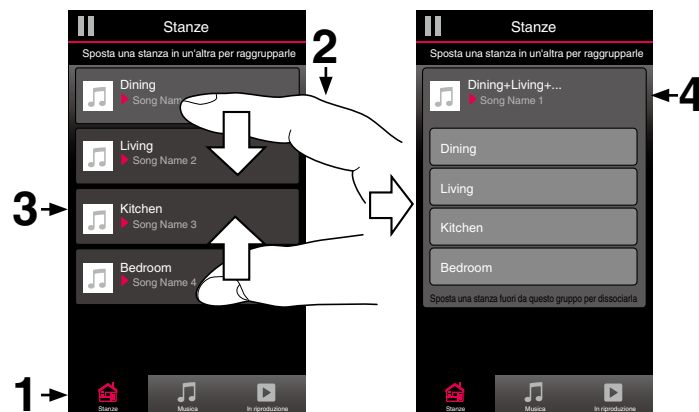 Stanze
Sposta una stanza in un'altra per raggrupparle
2
Dining
Song Nam
Living
Song Name 2
3
Kitchen
Song Name 3
Bedroom
Song Name 4
1
Stanze
Musica
In riproduzione
Stanze
Sposta una stanza in un'altra per raggrupparle
Dining+Living+...
Song Name 1
4
Dining
Living
Kitchen
Bedroom
Sposta una stanza fuori da questo gruppo per dissociarla
Stanze
Musica
In riproduzione